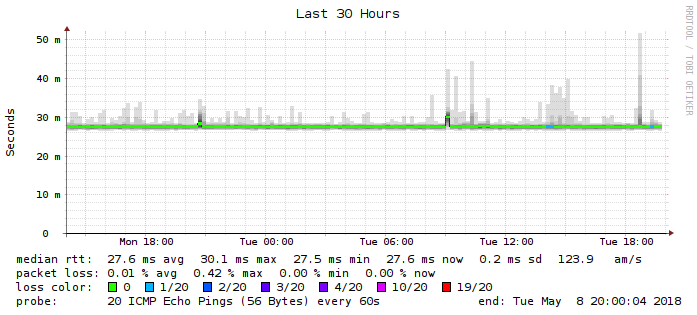 Last 30 Hours
RRDTOOL / TOBI OETIKER
Seconds
50 m
40 m
30 m
20 m
10 m
0
Mon 18:00 Tue 00:00 Tue 06:00 Tue 12:00 Tue 18:00
median rtt: 27.6 ms avg 30.1 ms max 27.5 ms min 27.6 ms now 0.2 ms sd 123.9 am/s
packet loss: 0.01 % avg 0.42 % max 0.00 % min 0.00 % now
loss color: 0 1/20 2/20 3/20 4/20 10/20 19/20
probe: 20 ICMP Echo Pings (56 Bytes) every 60s end: Tue May 8 20:00:04 2018